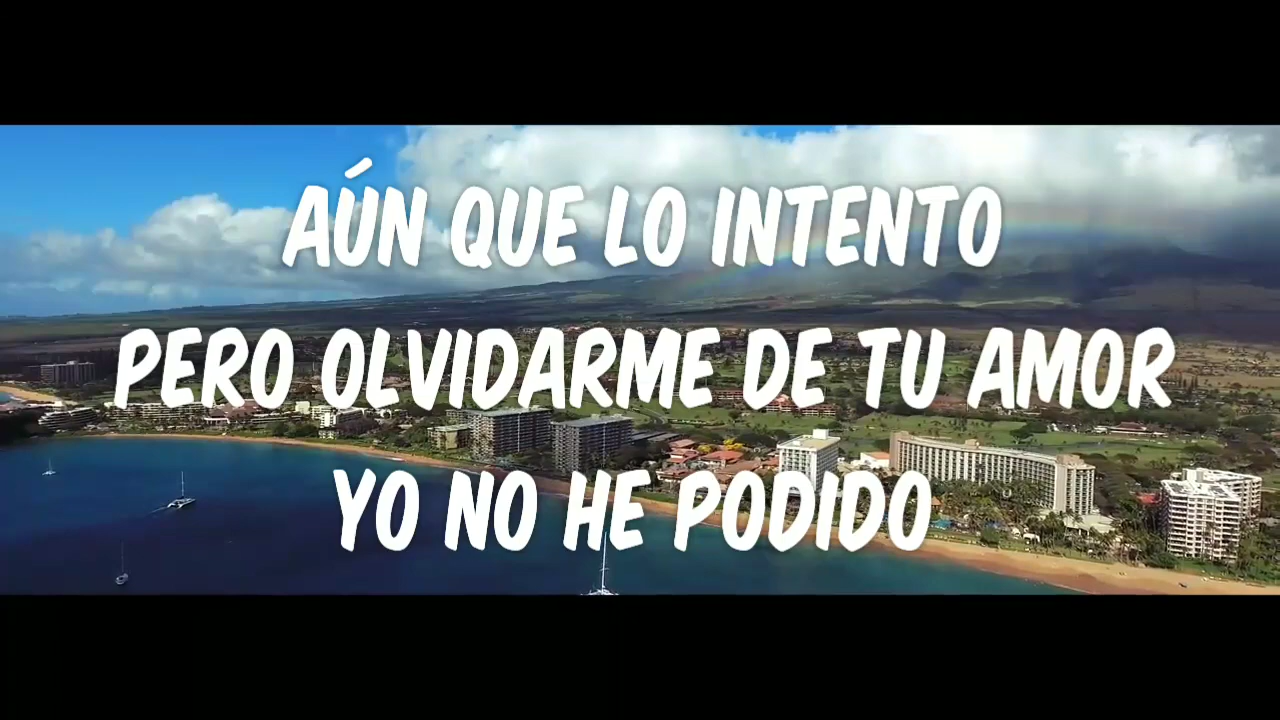 AÚN QUE LO INTENTO
PERO OLVIDARME DE TU AMOR
YO NO HE PODIDO